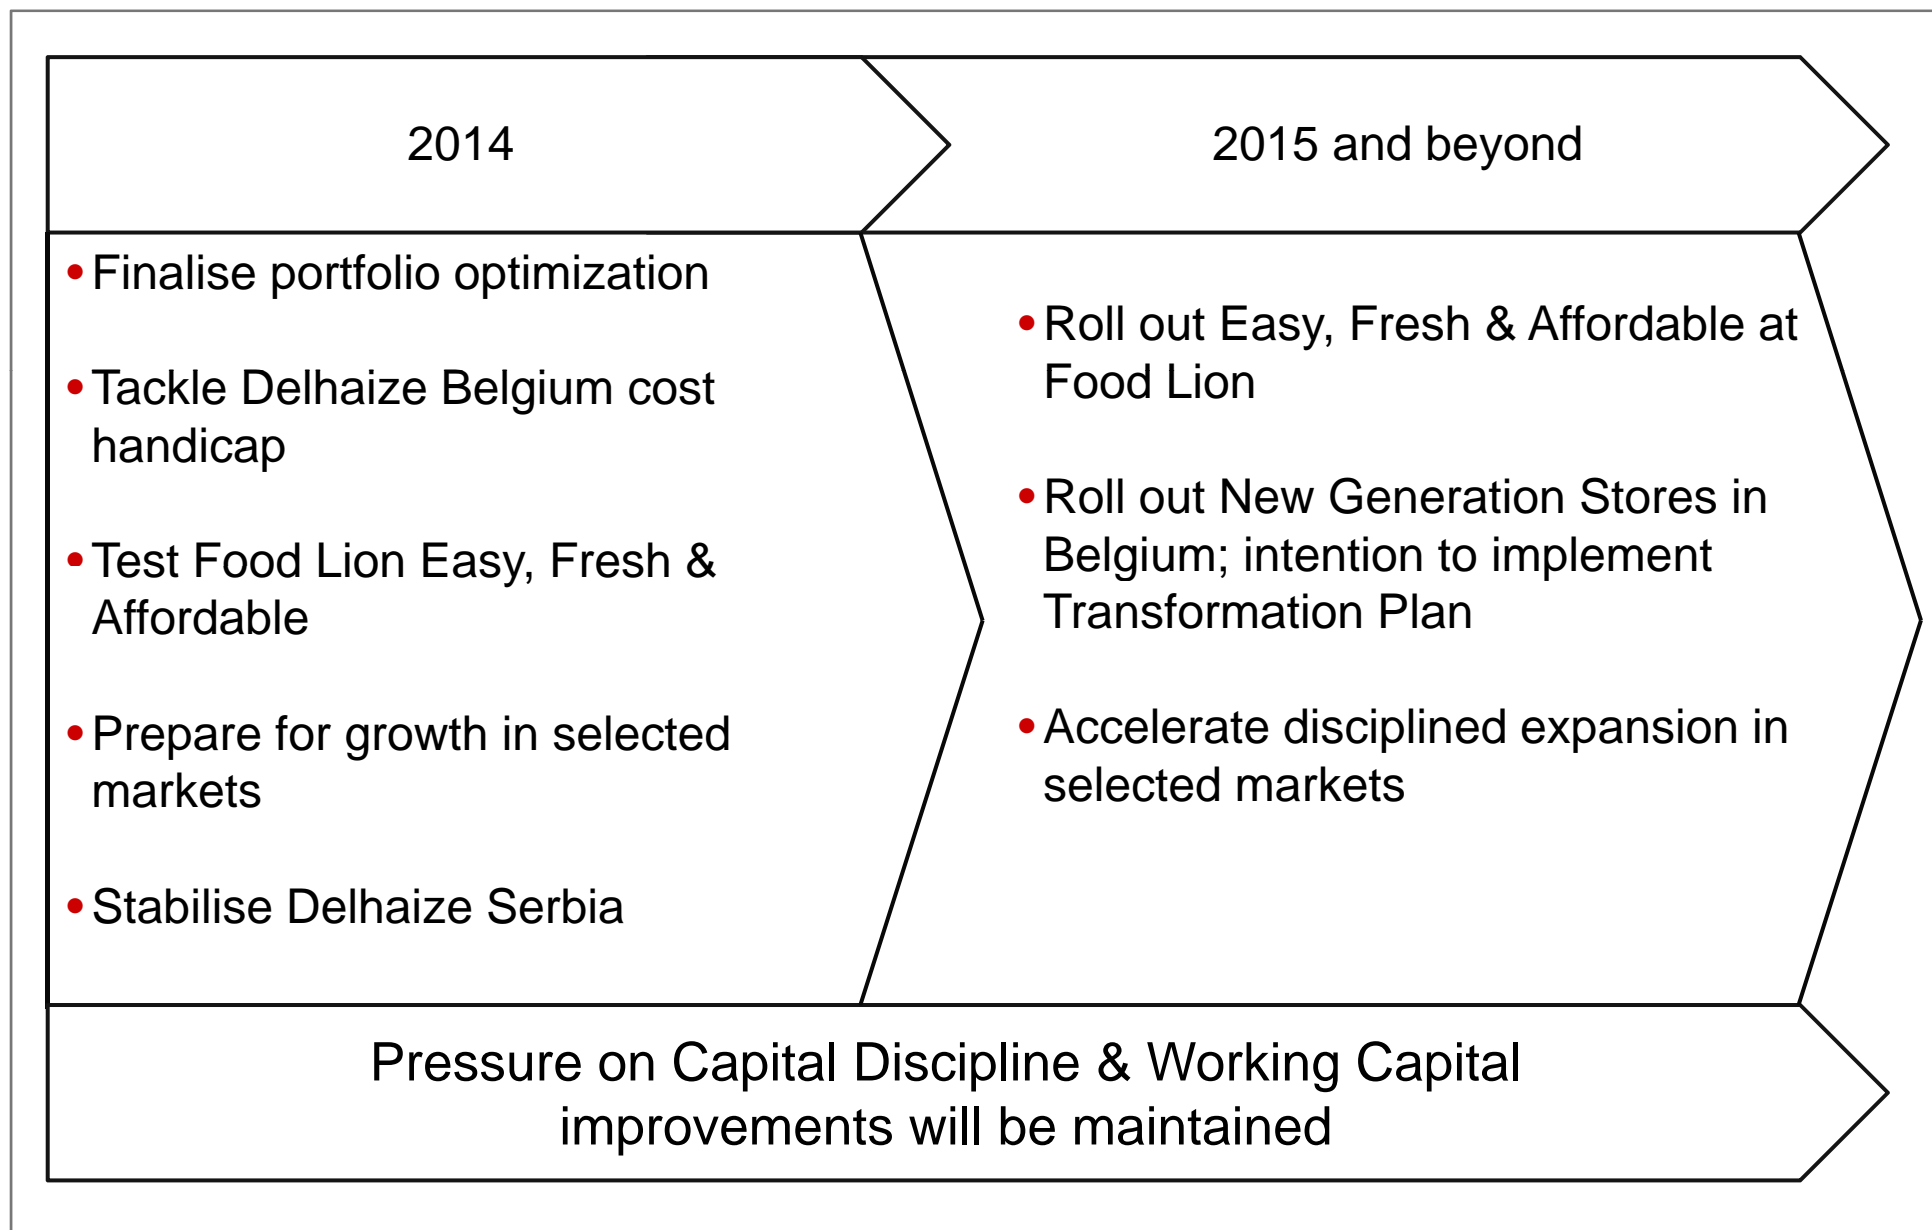 2014
2015 and beyond
•Finalise portfolio optimization
•Tackle Delhaize Belgium cost
handicap
•Test Food Lion Easy, Fresh &
Affordable
•Prepare for growth in selected
markets
•Stabilise Delhaize Serbia
•Roll out Easy, Fresh & Affordable at
Food Lion
•Roll out New Generation Stores in
Belgium; intention to implement
Transformation Plan
•Accelerate disciplined expansion in
selected markets
Pressure on Capital Discipline & Working Capital
improvements will be maintained